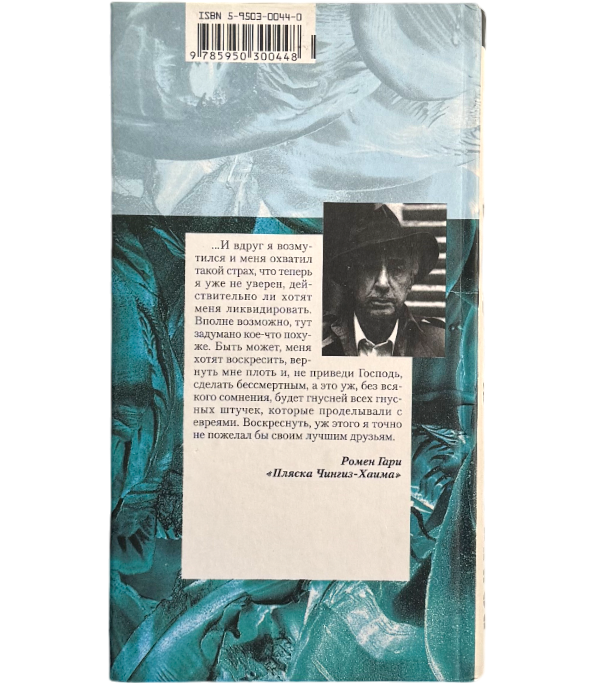 ISBN 5-9503-0044-0
9 785950 300448
...И вдруг я возму-
тился и меня охватил
такой страх, что теперь
я уже не уверен, дей-
ствительно ли хотят
меня ликвидировать.
Вполне возможно, тут
задумано кое-что поху-
же. Быть может, меня
хотят воскресить, вер-
нуть мне плоть и, не приведи Господь,
сделать бессмертным, а это уж, без вся-
кого сомнения, будет гнусней всех гнус-
ных штучек, которые проделывали с
евреями. Воскреснуть, уж этого я точно
не пожелал бы своим лучшим друзьям.
Ромен Гари
«Пляска Чингиз-Хаима»